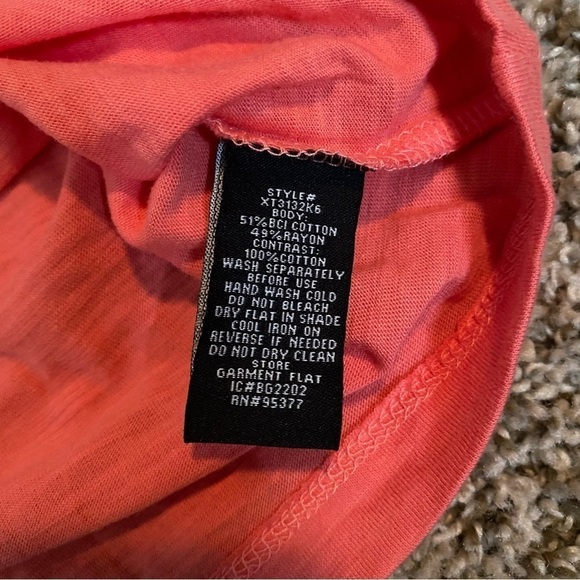 STYLE#
XT3132K6
BODY:
51%BCI COTTON
49%RAYON
CONTRAST:
100%COTTON
WASH SEPARATELY
BEFORE USE
HAND WASH COLD
DO NOT BLEACH
DRY FLAT IN SHADE
COOL IRON ON
REVERSE IF NEEDED
DO NOT DRY CLEAN
STORE
GARMENT FLAT
IC#BG2202
RN#95377